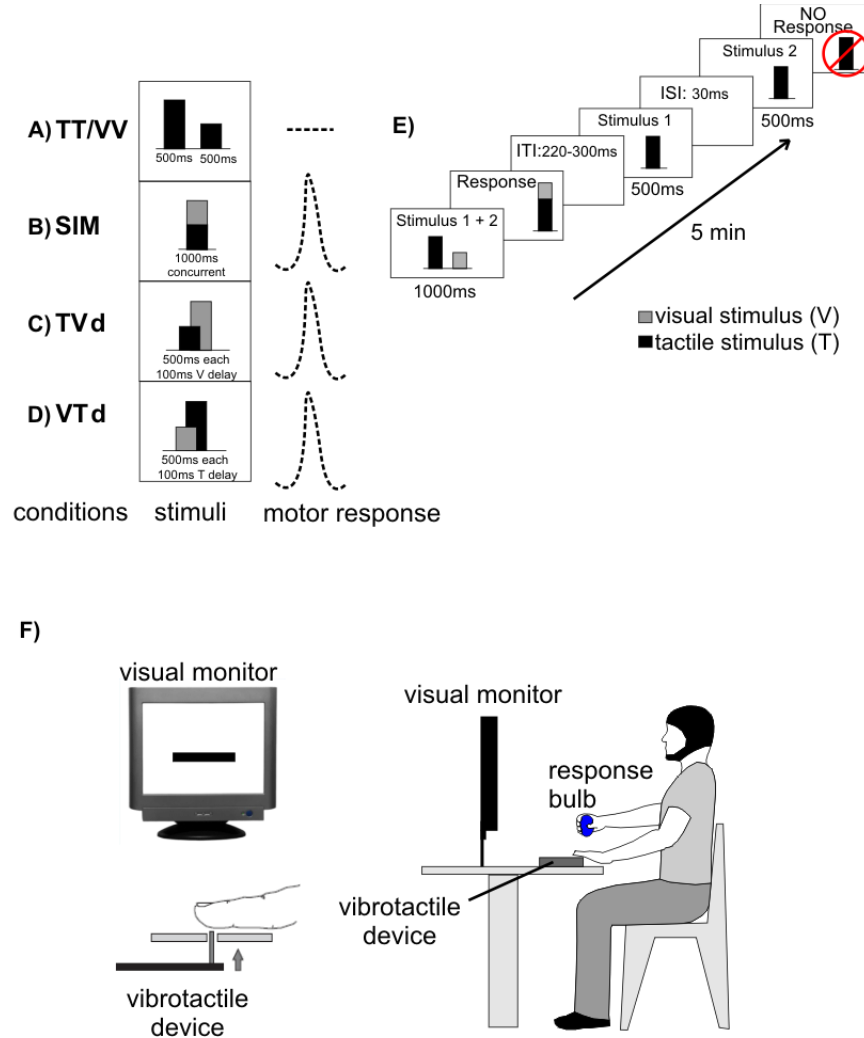 A) TT/VV
500ms 500ms
B) SIM
1000ms
concurrent
C) TVd
500ms each
100ms V delay
D) VTd
500ms each
100ms T delay
conditions stimuli motor response
E)
Stimulus 1 + 2
1000ms
Response
ITI:220-300ms
Stimulus 1
500ms
ISI: 30ms
Stimulus 2
500ms
NO
Response
5 min
visual stimulus (V)
tactile stimulus (T)
F)
visual monitor
vibrotactile
device
visual monitor
response
bulb
vibrotactile
device